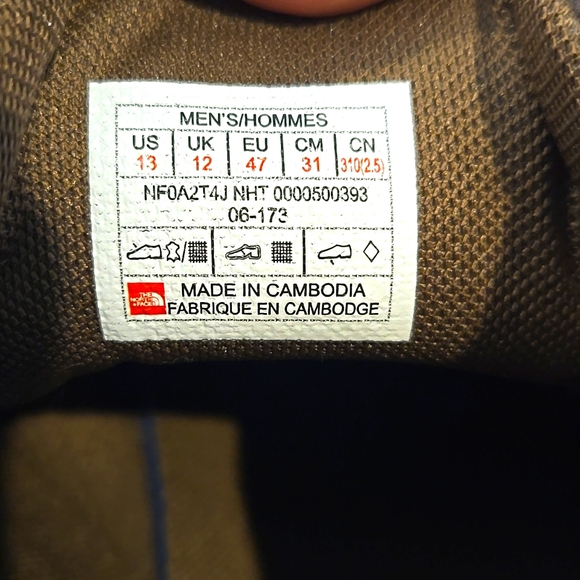 MEN'S/HOMMES
US UK EU CM CN
13 12 47 31 310(2.5)
NF0A2T4J NHT 0000500393
06-173
THE
NORTH
FACE
MADE IN CAMBODIA
FABRIQUE EN CAMBODGE